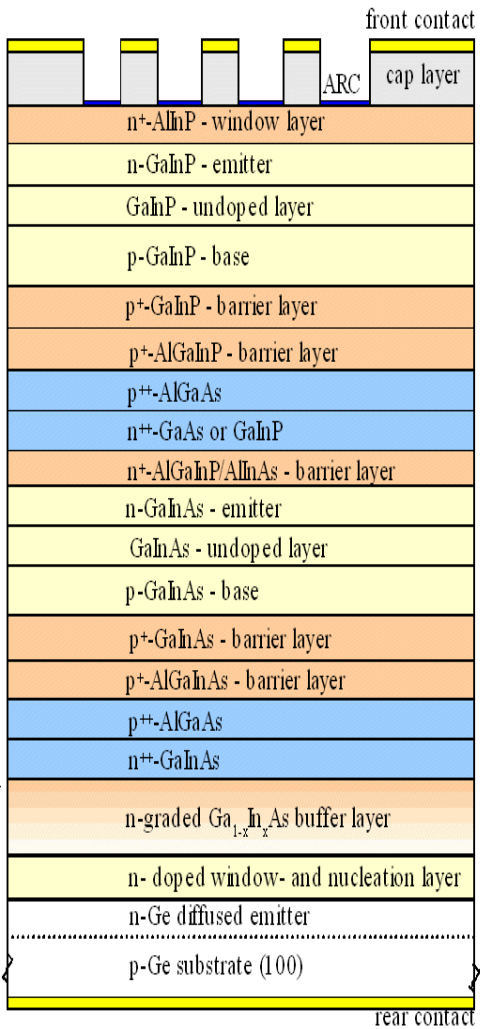 front contact
ARC
cap layer
n⁺-AlInP - window layer
n-GaInP - emitter
GaInP - undoped layer
p-GaInP - base
p⁺-GaInP - barrier layer
p⁺-AlGaInP - barrier layer
p⁺⁺-AlGaAs
n⁺⁺-GaAs or GaInP
n⁺-AlGaInP/AlInAs - barrier layer
n-GaInAs - emitter
GaInAs - undoped layer
p-GaInAs - base
p⁺-GaInAs - barrier layer
p⁺-AlGaInAs - barrier layer
p⁺⁺-AlGaAs
n⁺⁺-GaInAs
n-graded Ga₁₋ₓInₓAs buffer layer
n- doped window- and nucleation layer
n-Ge diffused emitter
p-Ge substrate (100)
rear contact